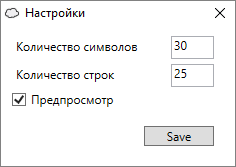 Настройки
Количество символов 30
Количество строк 25
Предпросмотр
Save